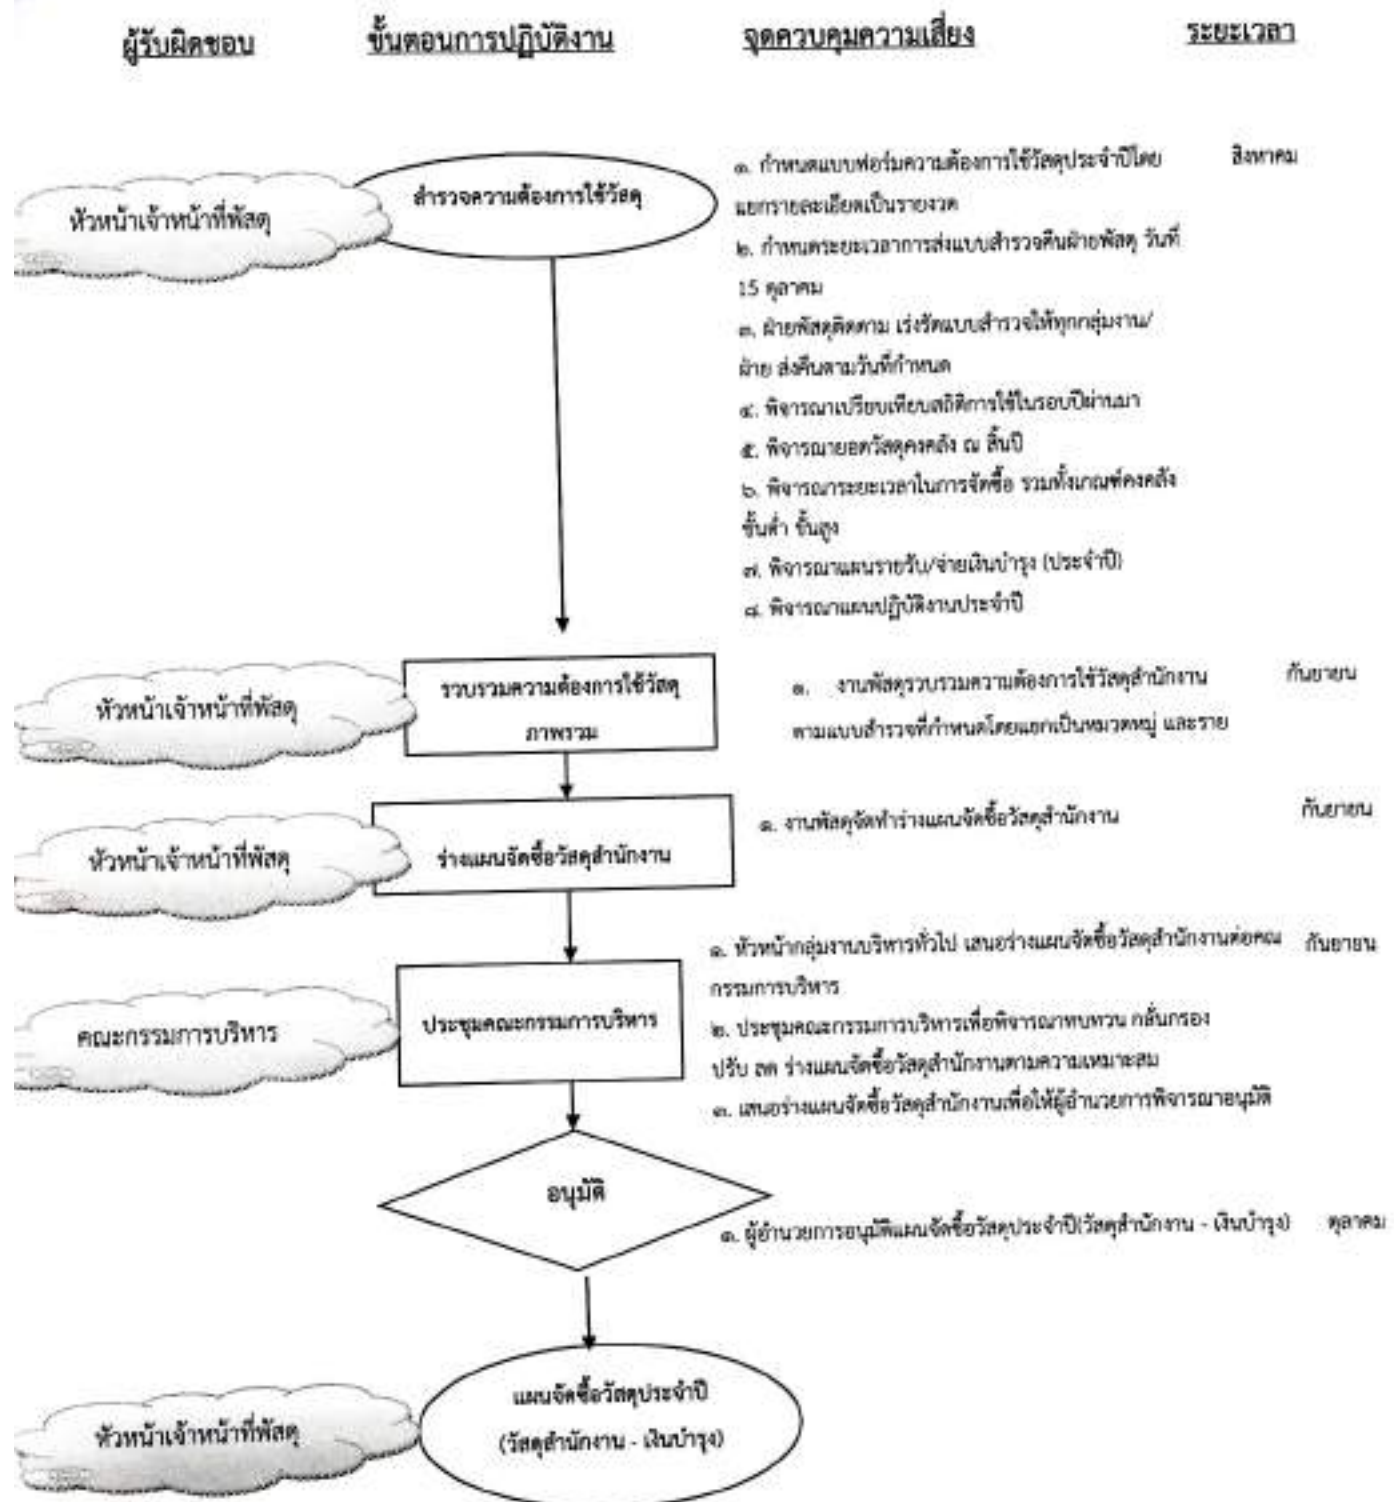 ผู้รับผิดชอบ ขั้นตอนการปฏิบัติงาน จุดควบคุมความเสี่ยง ระยะเวลา
หัวหน้าเจ้าหน้าที่พัสดุ
สำรวจความต้องการใช้วัสดุ
๑. กำหนดแบบฟอร์มความต้องการใช้วัสดุประจำปีโดย สิงหาคม
แยกรายละเอียดเป็นรายงวด
๒. กำหนดระยะเวลาการส่งแบบสำรวจคืนฝ่ายพัสดุ วันที่
15 ตุลาคม
๓. ฝ่ายพัสดุติดตาม เร่งรัดแบบสำรวจให้ทุกกลุ่มงาน/
ฝ่าย ส่งคืนตามวันที่กำหนด
๔. พิจารณาเปรียบเทียบสถิติการใช้ในรอบปีผ่านมา
๕. พิจารณายอดวัสดุคงคลัง ณ สิ้นปี
๖. พิจารณาระยะเวลาในการจัดซื้อ รวมทั้งเกณฑ์คงคลัง
ขั้นต่ำ ขั้นสูง
๗. พิจารณาแผนรายรับ/จ่ายเงินบำรุง (ประจำปี)
๘. พิจารณาแผนปฏิบัติงานประจำปี
หัวหน้าเจ้าหน้าที่พัสดุ
รวบรวมความต้องการใช้วัสดุ
ภาพรวม
๑. งานพัสดุรวบรวมความต้องการใช้วัสดุสำนักงาน กันยายน
ตามแบบสำรวจที่กำหนดโดยแยกเป็นหมวดหมู่ และราย
หัวหน้าเจ้าหน้าที่พัสดุ
ร่างแผนจัดซื้อวัสดุสำนักงาน
๑. งานพัสดุจัดทำร่างแผนจัดซื้อวัสดุสำนักงาน กันยายน
คณะกรรมการบริหาร
ประชุมคณะกรรมการบริหาร
๑. หัวหน้ากลุ่มงานบริหารทั่วไป เสนอร่างแผนจัดซื้อวัสดุสำนักงานต่อคณ กันยายน
กรรมการบริหาร
๒. ประชุมคณะกรรมการบริหารเพื่อพิจารณาทบทวน กลั่นกรอง
ปรับ ลด ร่างแผนจัดซื้อวัสดุสำนักงานตามความเหมาะสม
๓. เสนอร่างแผนจัดซื้อวัสดุสำนักงานเพื่อให้ผู้อำนวยการพิจารณาอนุมัติ
อนุมัติ
๑. ผู้อำนวยการอนุมัติแผนจัดซื้อวัสดุประจำปี(วัสดุสำนักงาน - เงินบำรุง) ตุลาคม
หัวหน้าเจ้าหน้าที่พัสดุ
แผนจัดซื้อวัสดุประจำปี
(วัสดุสำนักงาน - เงินบำรุง)